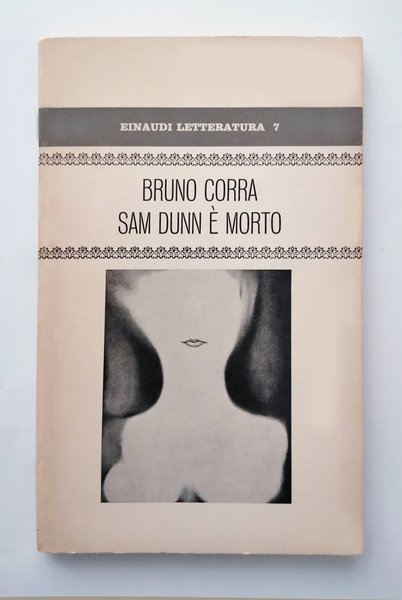 EINAUDI LETTERATURA 7
BRUNO CORRA
SAM DUNN È MORTO